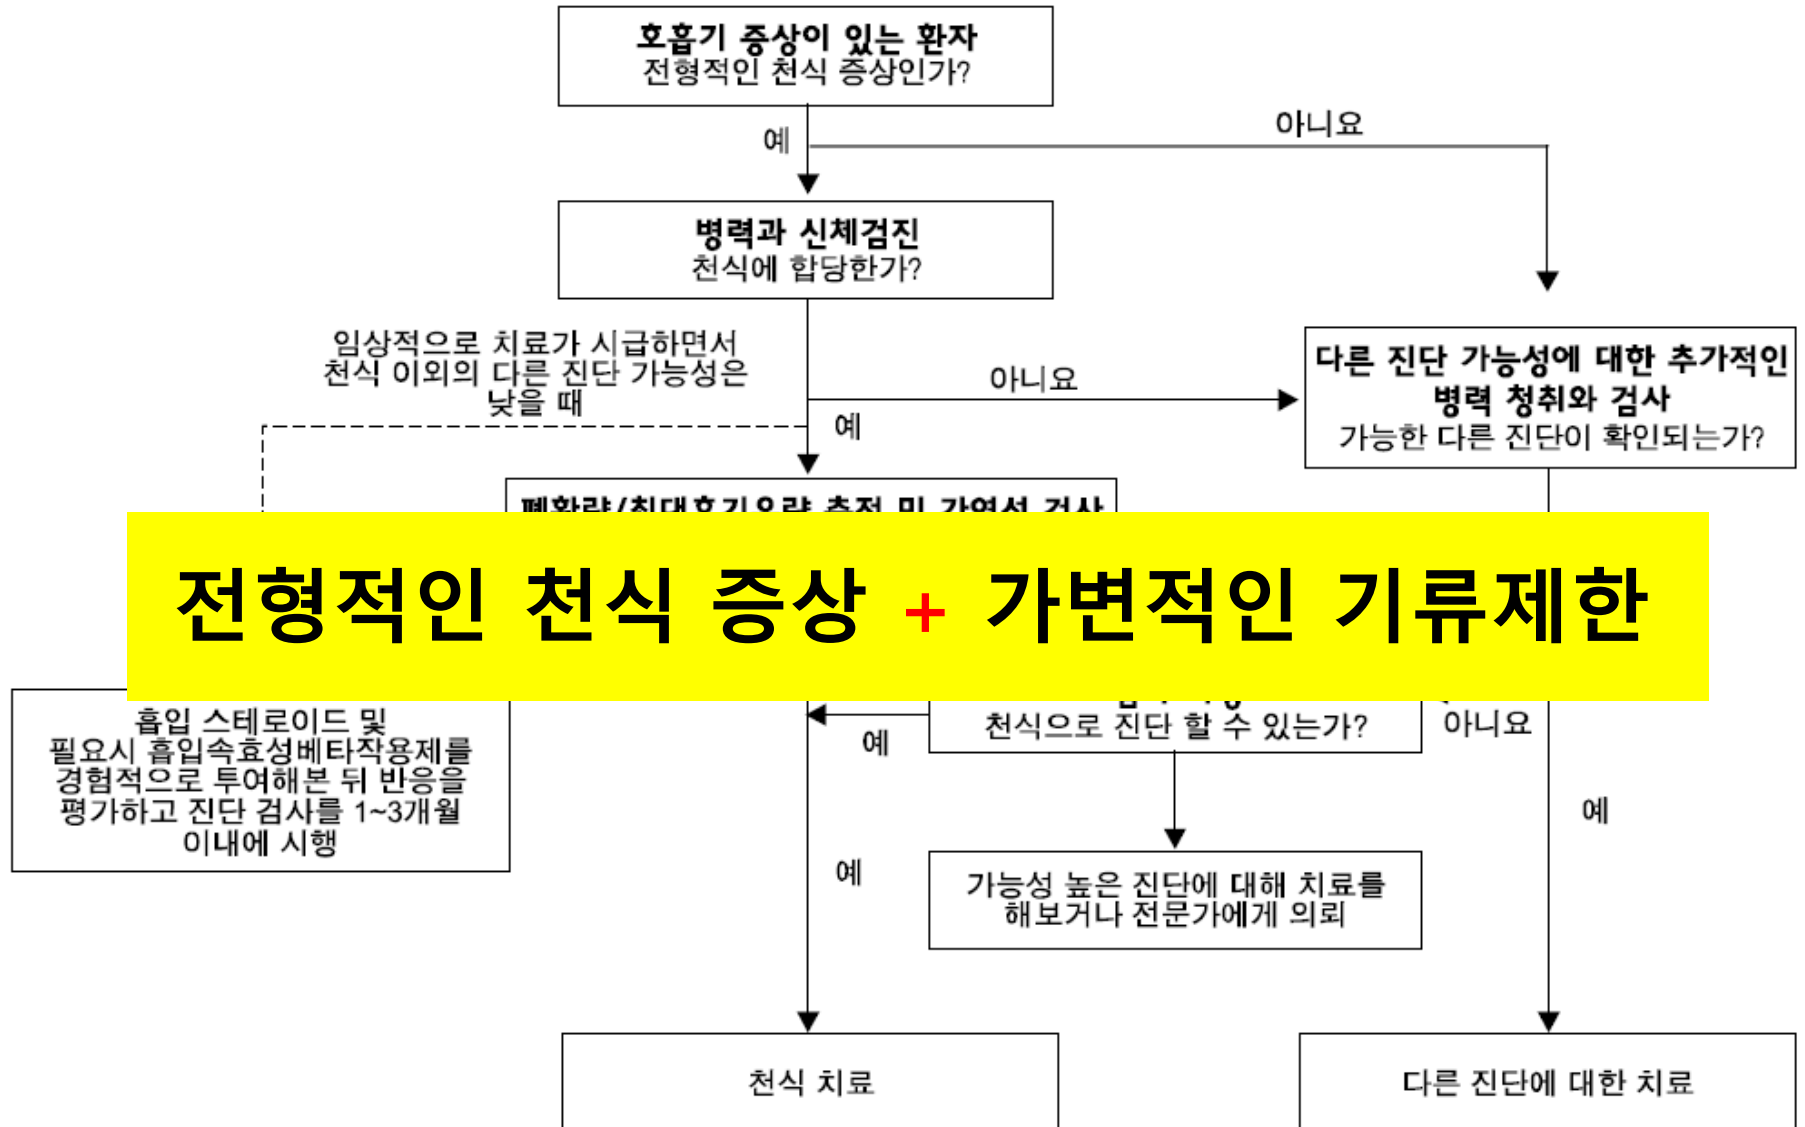 호흡기 증상이 있는 환자
전형적인 천식 증상인가?
예
아니요
병력과 신체검진
천식에 합당한가?
임상적으로 치료가 시급하면서
천식 이외의 다른 진단 가능성은
낮을 때
아니요
예
다른 진단 가능성에 대한 추가적인
병력 청취와 검사
가능한 다른 진단이 확인되는가?
전형적인 천식 증상 + 가변적인 기류제한
흡입 스테로이드 및
필요시 흡입속효성베타작용제를
경험적으로 투여해본 뒤 반응을
평가하고 진단 검사를 1~3개월
이내에 시행
예
천식으로 진단 할 수 있는가?
아니요
예
예
가능성 높은 진단에 대해 치료를
해보거나 전문가에게 의뢰
천식 치료
다른 진단에 대한 치료